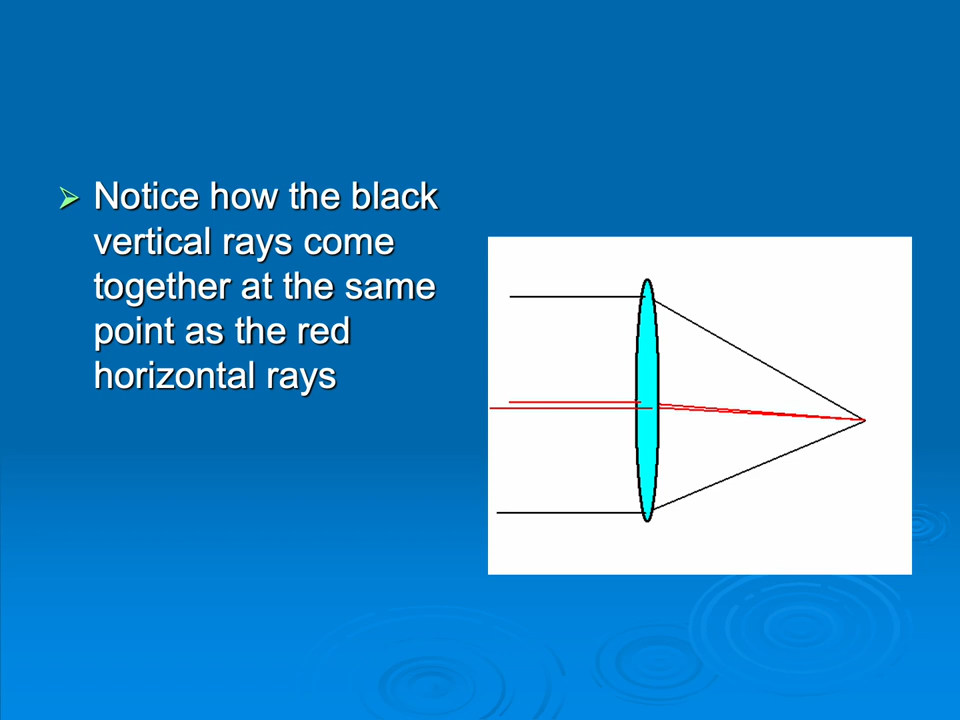 Notice how the black
vertical rays come
together at the same
point as the red
horizontal rays